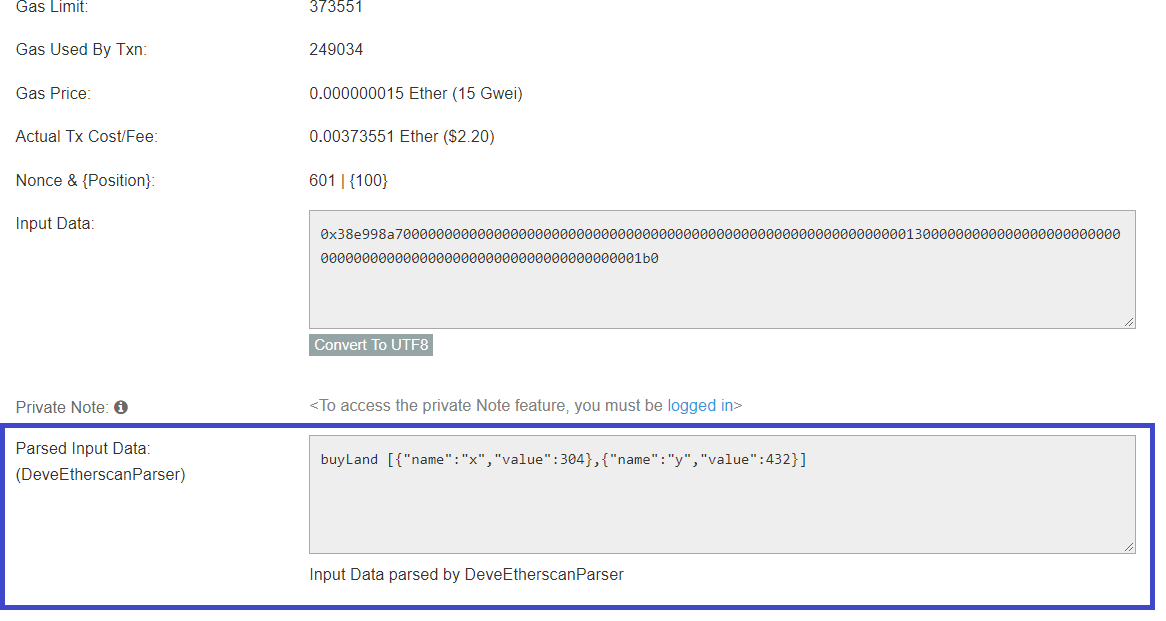 Gas Limit: 373551
Gas Used By Txn: 249034
Gas Price: 0.000000015 Ether (15 Gwei)
Actual Tx Cost/Fee: 0.00373551 Ether ($2.20)
Nonce & {Position}: 601 | {100}
Input Data:
0x38e998a70000000000000000000000000000000000000000000000000000000000000130000000000000000000000000
00000000000000000000000000000000000001b0
Convert To UTF8
Private Note: <To access the private Note feature, you must be logged in>
Parsed Input Data:
(DeveEtherscanParser)
buyLand [{"name":"x","value":304},{"name":"y","value":432}]
Input Data parsed by DeveEtherscanParser